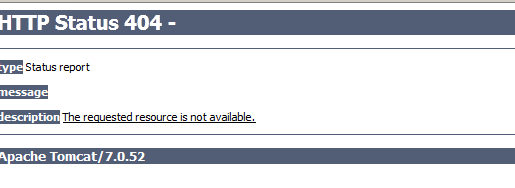 HTTP Status 404 -
type Status report
message
description The requested resource is not available.
Apache Tomcat/7.0.52